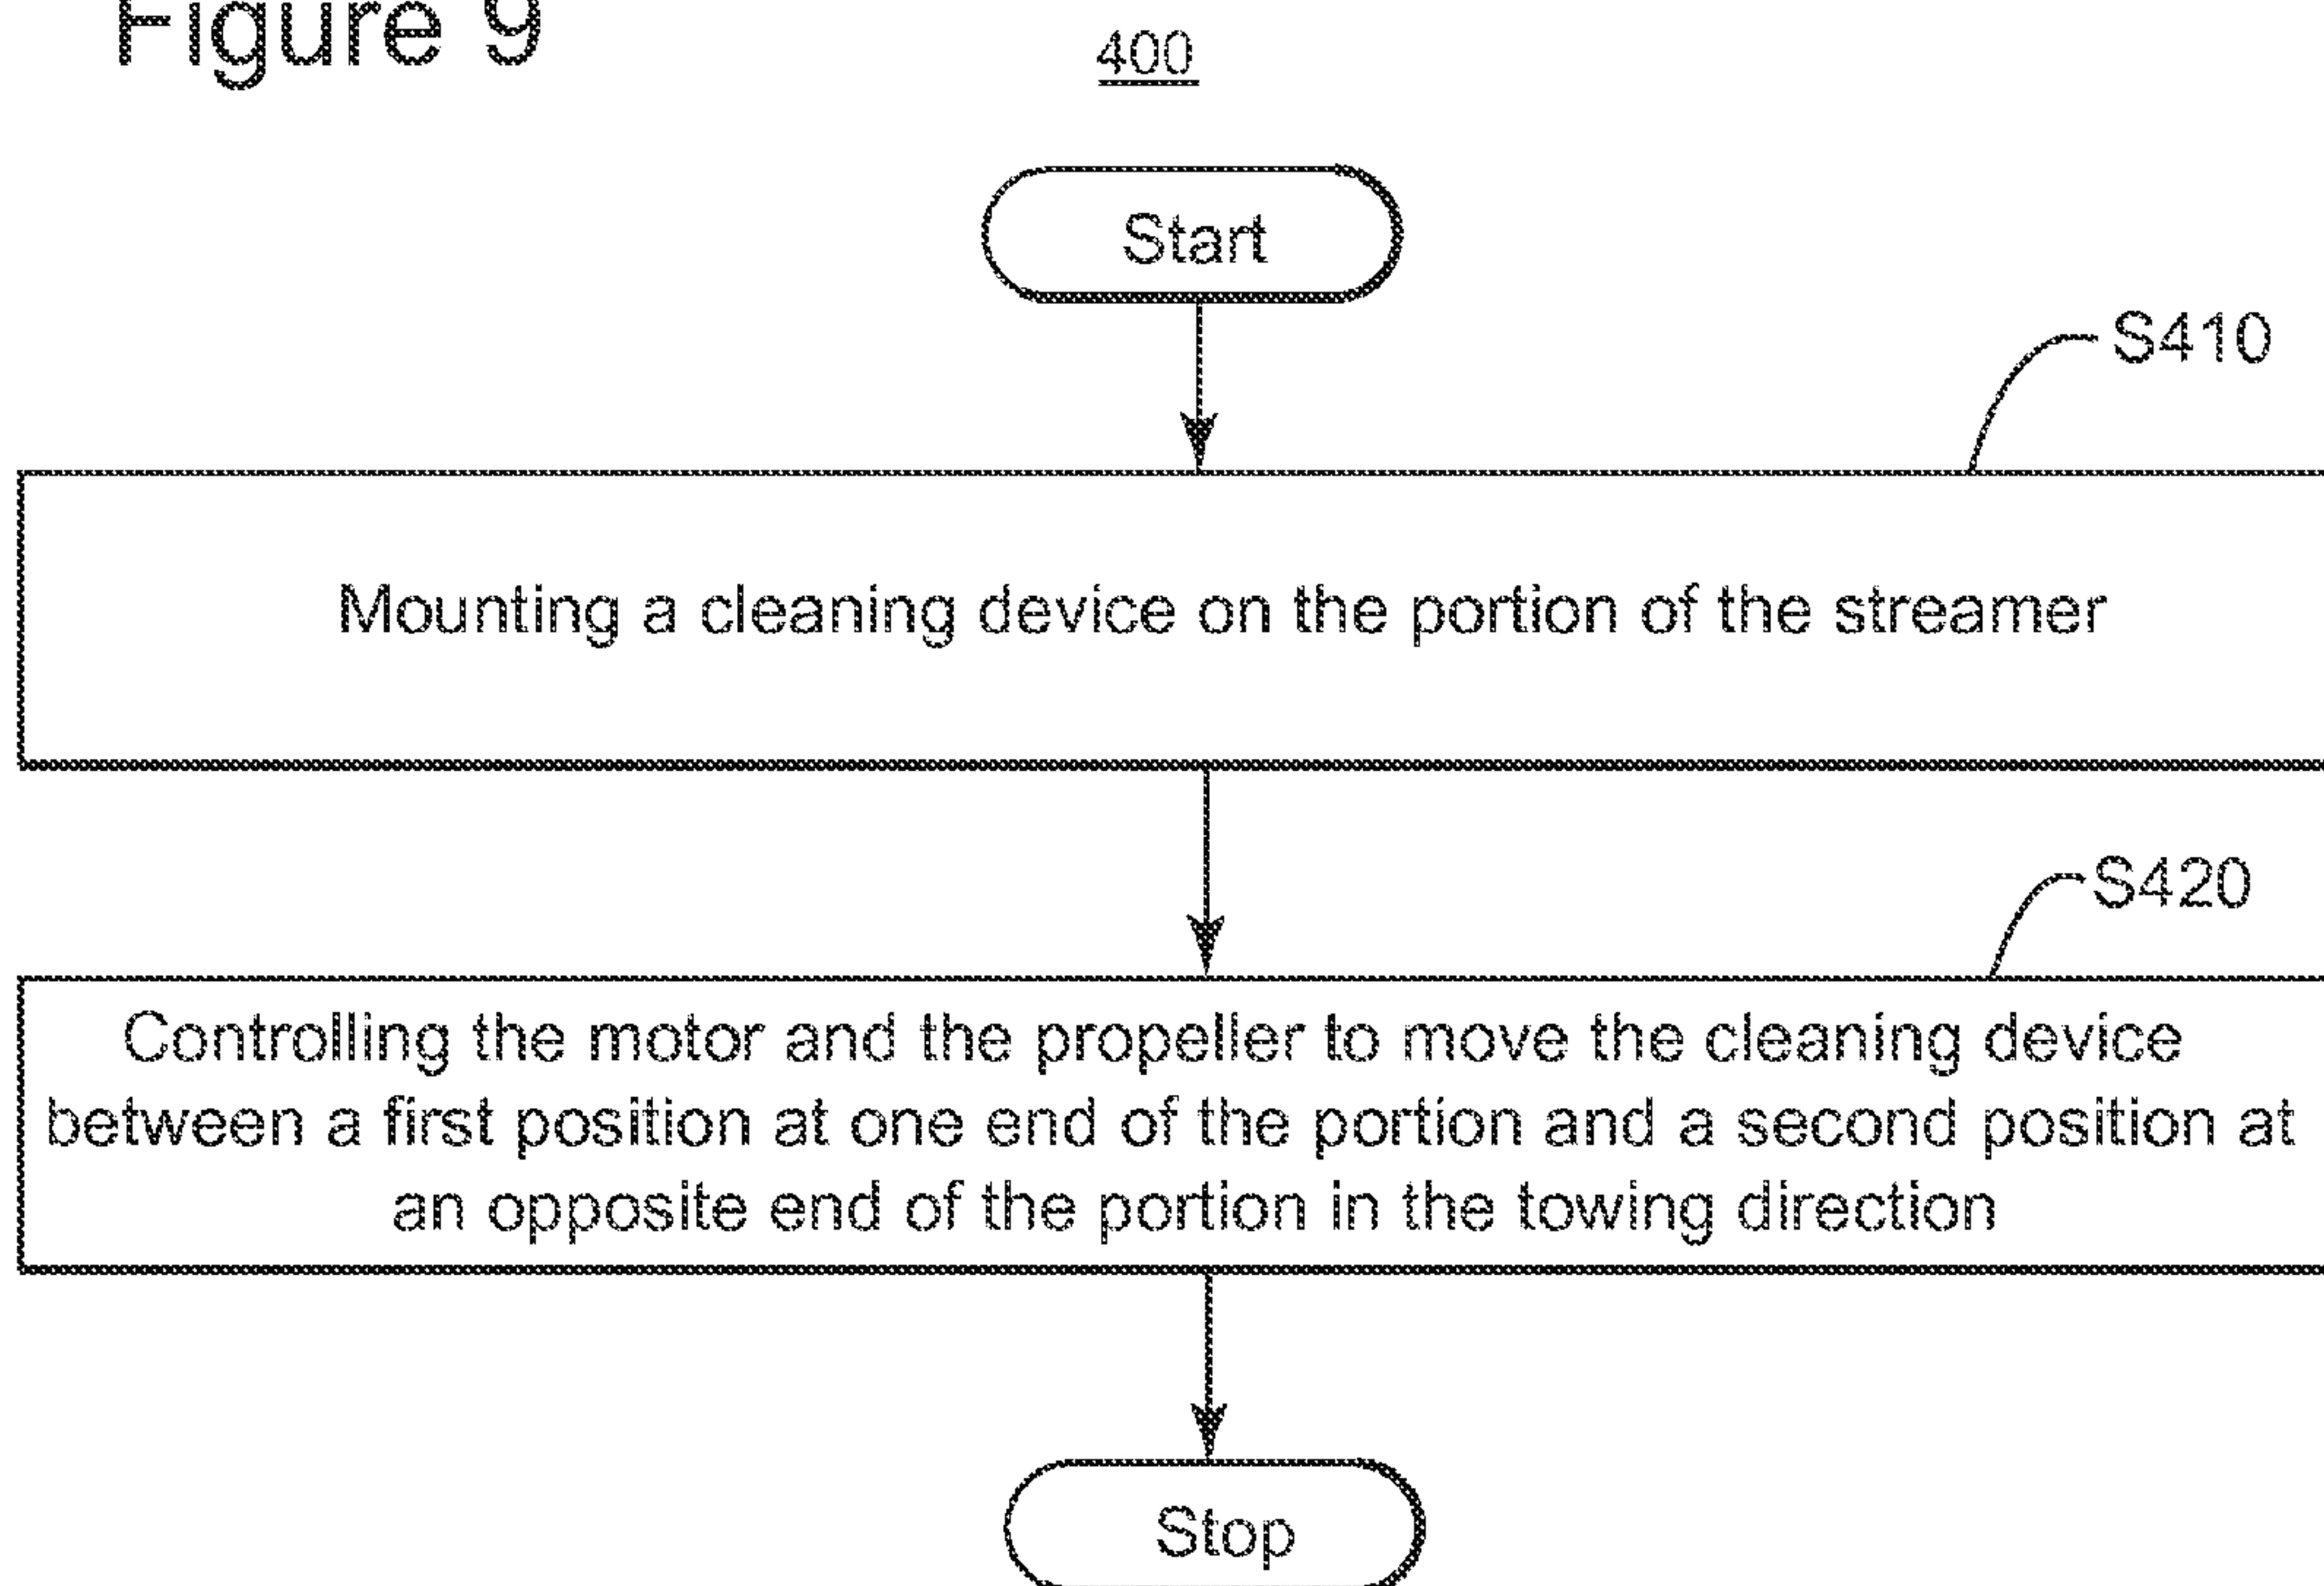 Figure 9
400
Start
S410
Mounting a cleaning device on the portion of the streamer
S420
Controlling the motor and the propeller to move the cleaning device
between a first position at one end of the portion and a second position at
an opposite end of the portion in the towing direction
Stop